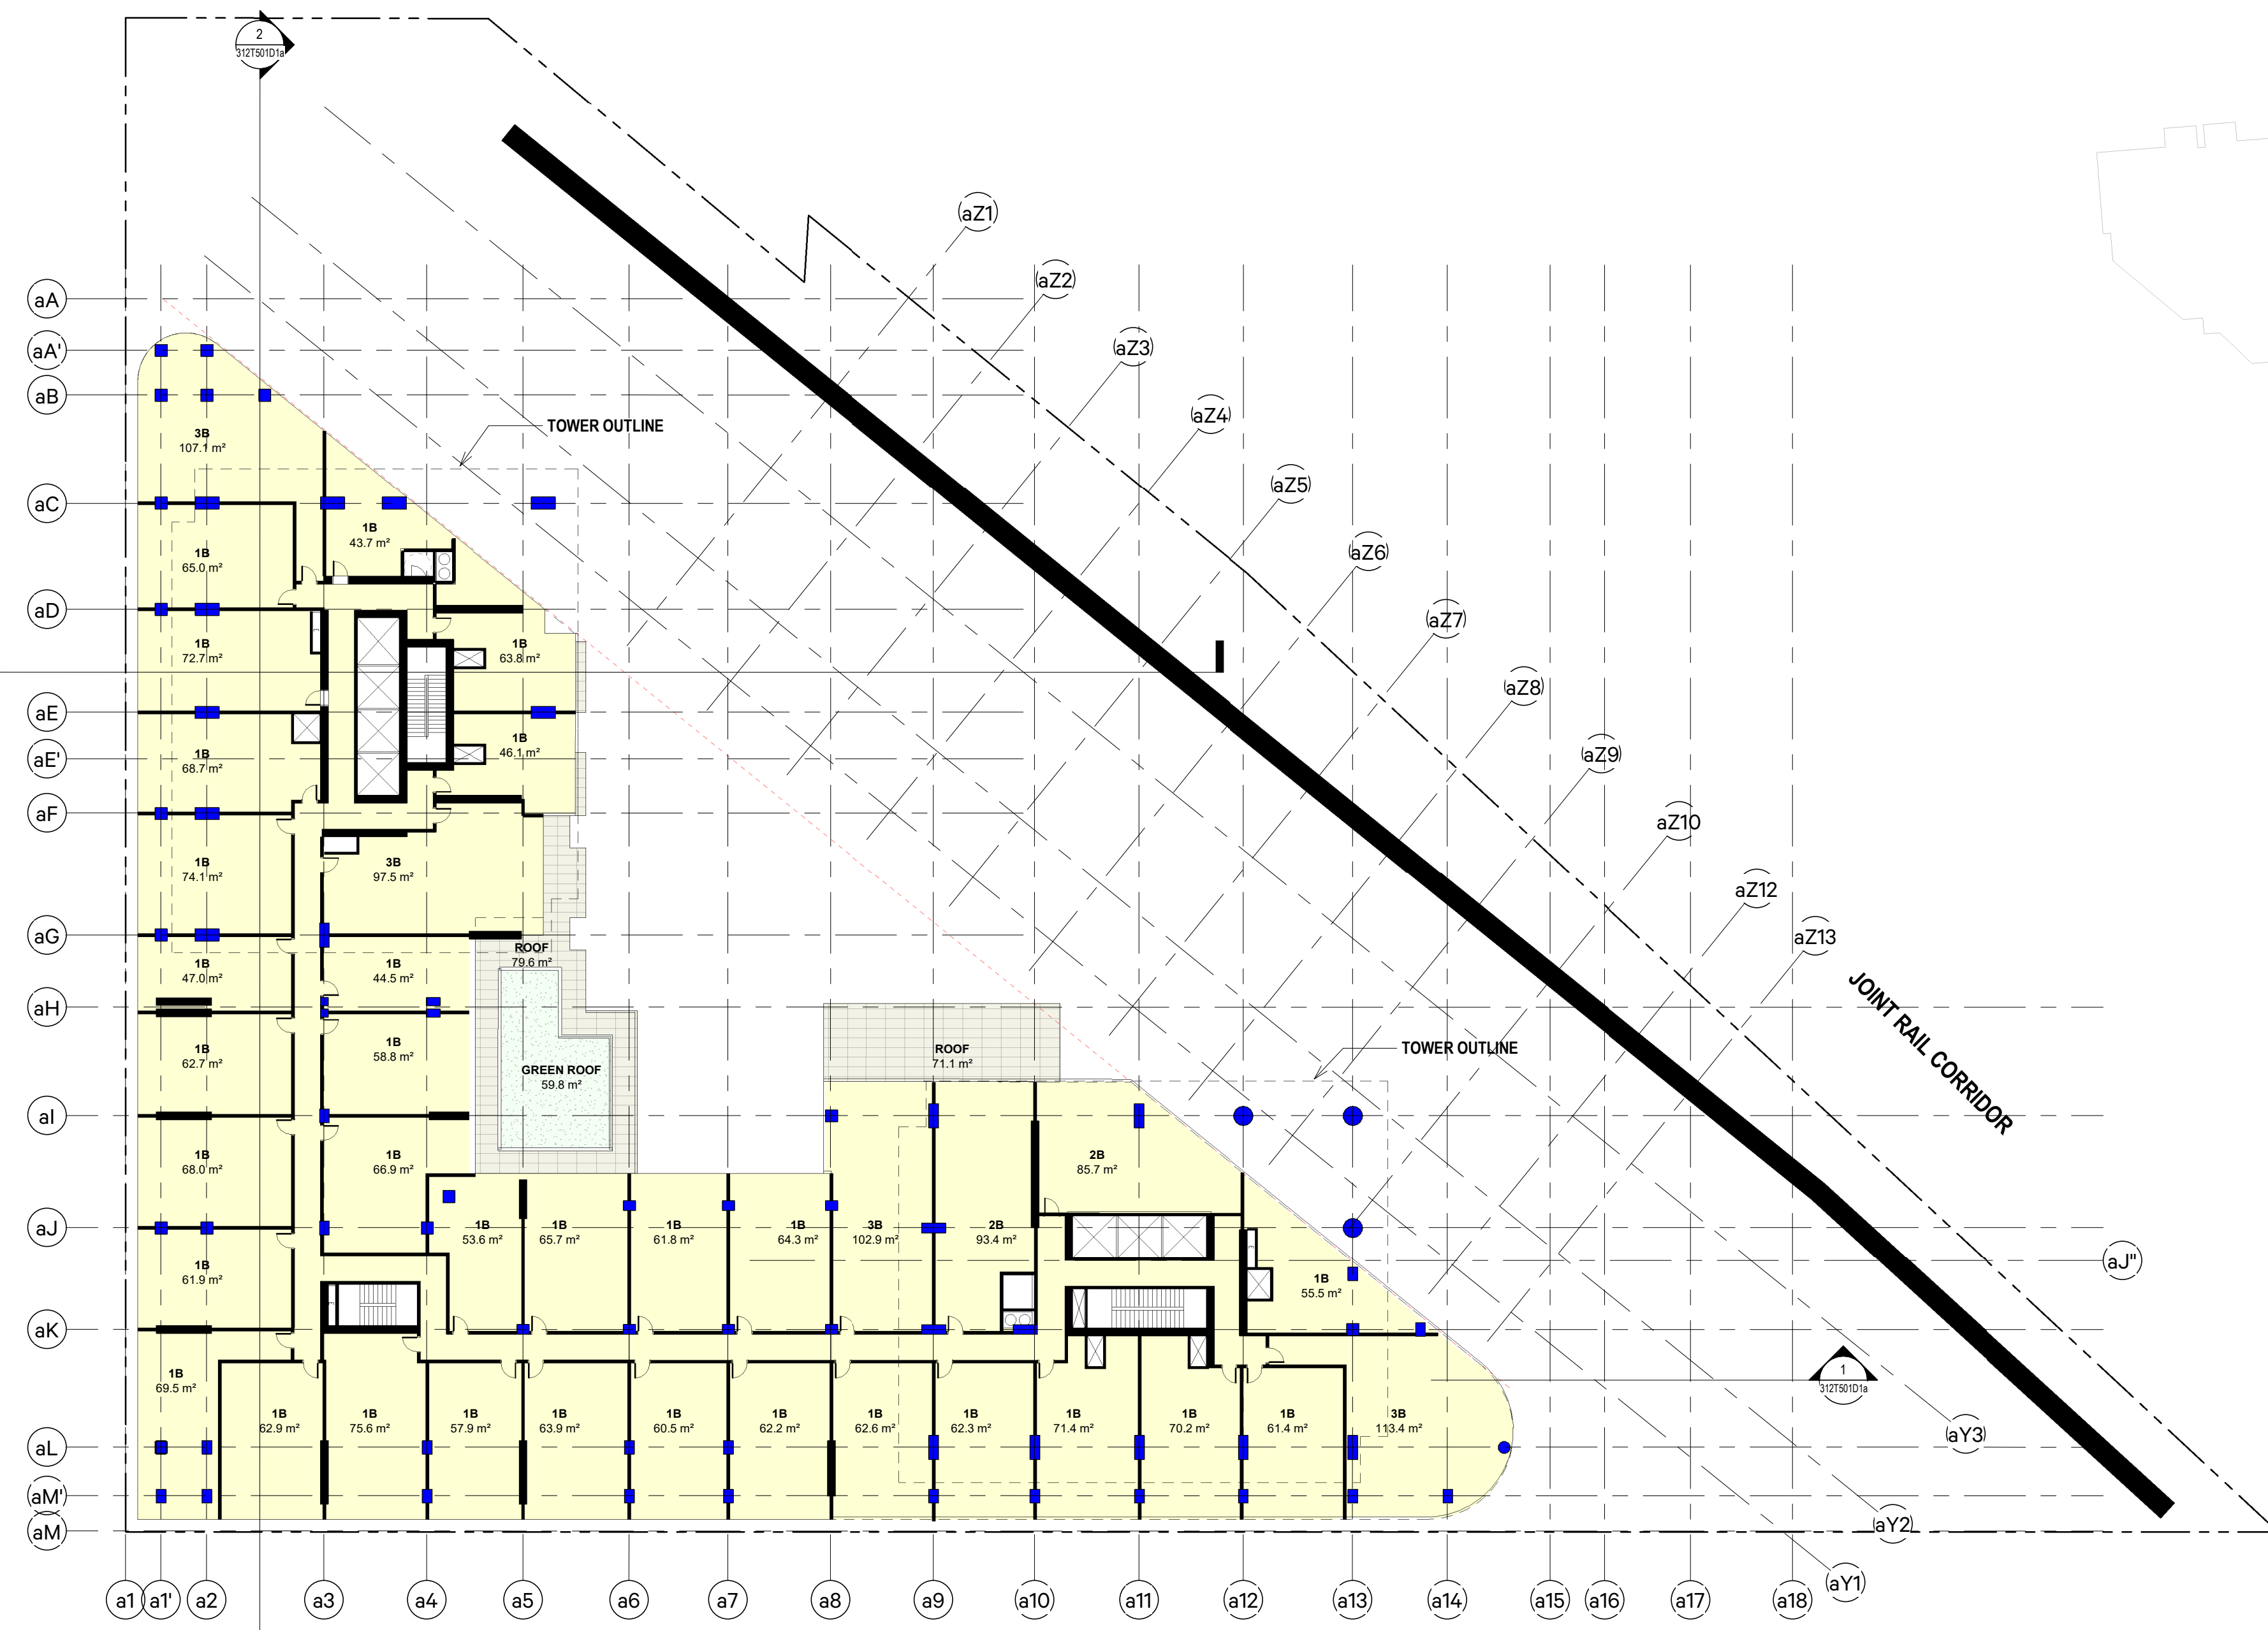 2
312T501D1a
aZ1
aZ2
aA
aZ3
aA'
aB
aZ4
TOWER OUTLINE
3B
107.1 m²
aZ5
aC
1B
43.7 m²
aZ6
1B
65.0 m²
aD
aZ7
1B
72.7 m²
1B
63.8 m²
aZ8
aE
1B
46.1 m²
aE'
1B
68.7 m²
aZ9
aF
aZ10
1B
74.1 m²
3B
97.5 m²
aZ12
aG
aZ13
ROOF
79.6 m²
1B
47.0 m²
1B
44.5 m²
aH
JOINT RAIL CORRIDOR
1B
62.7 m²
1B
58.8 m²
ROOF
71.1 m²
TOWER OUTLINE
GREEN ROOF
59.8 m²
aI
1B
68.0 m²
1B
66.9 m²
2B
85.7 m²
aJ
1B
53.6 m²
1B
65.7 m²
1B
61.8 m²
1B
64.3 m²
3B
102.9 m²
2B
93.4 m²
aJ"
1B
61.9 m²
1B
55.5 m²
aK
1B
69.5 m²
1
312T501D1a
1B
62.9 m²
1B
75.6 m²
1B
57.9 m²
1B
63.9 m²
1B
60.5 m²
1B
62.2 m²
1B
62.6 m²
1B
62.3 m²
1B
71.4 m²
1B
70.2 m²
1B
61.4 m²
3B
113.4 m²
aY3
aL
aM'
aM
aY2
aY1
a1
a1'
a2
a3
a4
a5
a6
a7
a8
a9
a10
a11
a12
a13
a14
a15
a16
a17
a18